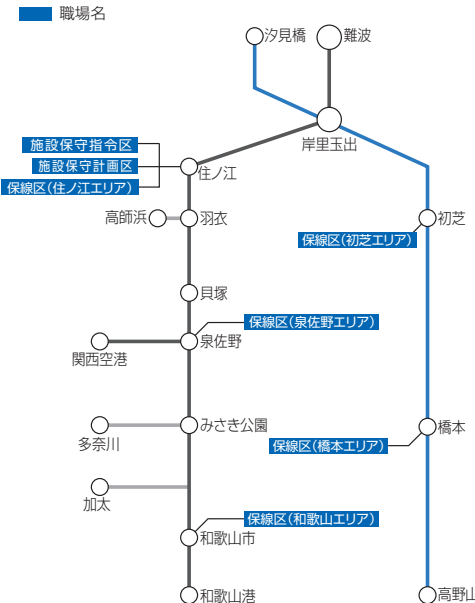 職場名
汐見橋
難波
岸里玉出
施設保守指令区
施設保守計画区
保線区(住ノ江エリア)
住ノ江
高師浜
羽衣
初芝
保線区(初芝エリア)
貝塚
保線区(泉佐野エリア)
泉佐野
関西空港
みさき公園
多奈川
橋本
保線区(橋本エリア)
加太
保線区(和歌山エリア)
和歌山市
和歌山港
高野山